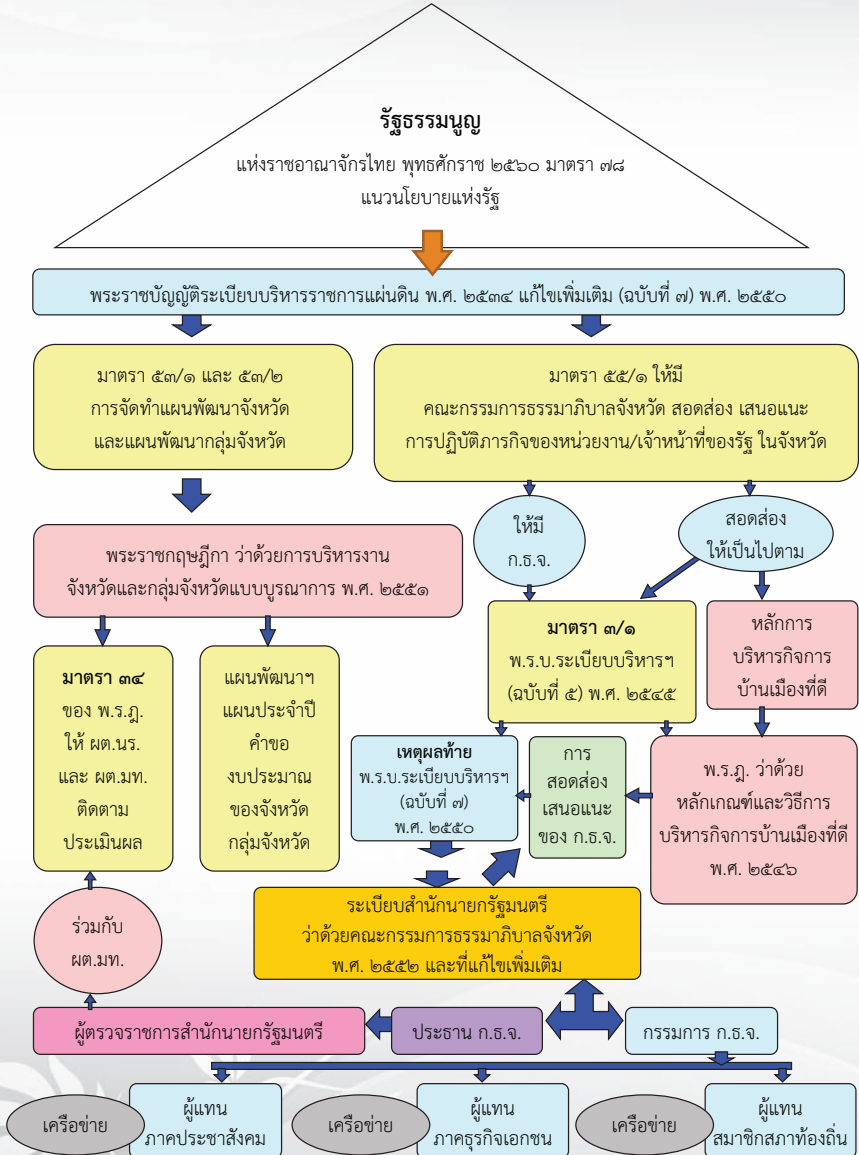 รัฐธรรมนูญ
แห่งราชอาณาจักรไทย พุทธศักราช ๒๕๖๐ มาตรา ๗๘
แนวนโยบายแห่งรัฐ
พระราชบัญญัติระเบียบบริหารราชการแผ่นดิน พ.ศ. ๒๕๓๔ แก้ไขเพิ่มเติม (ฉบับที่ ๗) พ.ศ. ๒๕๕๐
มาตรา ๕๓/๑ และ ๕๓/๒
การจัดทำแผนพัฒนาจังหวัด
และแผนพัฒนากลุ่มจังหวัด
มาตรา ๕๕/๑ ให้มี
คณะกรรมการธรรมาภิบาลจังหวัด สอดส่อง เสนอแนะ
การปฏิบัติภารกิจของหน่วยงาน/เจ้าหน้าที่ของรัฐ ในจังหวัด
ให้มี
ก.ธ.จ.
สอดส่อง
ให้เป็นไปตาม
พระราชกฤษฎีกา ว่าด้วยการบริหารงาน
จังหวัดและกลุ่มจังหวัดแบบบูรณาการ พ.ศ. ๒๕๕๑
มาตรา ๓/๑
พ.ร.บ.ระเบียบบริหารฯ
(ฉบับที่ ๕) พ.ศ. ๒๕๔๕
หลักการ
บริหารกิจการ
บ้านเมืองที่ดี
มาตรา ๓๔
ของ พ.ร.ฎ.
ให้ ผต.นร.
และ ผต.มท.
ติดตาม
ประเมินผล
แผนพัฒนาฯ
แผนประจำปี
คำขอ
งบประมาณ
ของจังหวัด
กลุ่มจังหวัด
เหตุผลท้าย
พ.ร.บ.ระเบียบบริหารฯ
(ฉบับที่ ๗)
พ.ศ. ๒๕๕๐
การ
สอดส่อง
เสนอแนะ
ของ ก.ธ.จ.
พ.ร.ฎ. ว่าด้วย
หลักเกณฑ์และวิธีการ
บริหารกิจการบ้านเมืองที่ดี
พ.ศ. ๒๕๔๖
ระเบียบสำนักนายกรัฐมนตรี
ว่าด้วยคณะกรรมการธรรมาภิบาลจังหวัด
พ.ศ. ๒๕๕๒ และที่แก้ไขเพิ่มเติม
ร่วมกับ
ผต.มท.
ผู้ตรวจราชการสำนักนายกรัฐมนตรี
ประธาน ก.ธ.จ.
กรรมการ ก.ธ.จ.
เครือข่าย
ผู้แทน
ภาคประชาสังคม
เครือข่าย
ผู้แทน
ภาคธุรกิจเอกชน
เครือข่าย
ผู้แทน
สมาชิกสภาท้องถิ่น